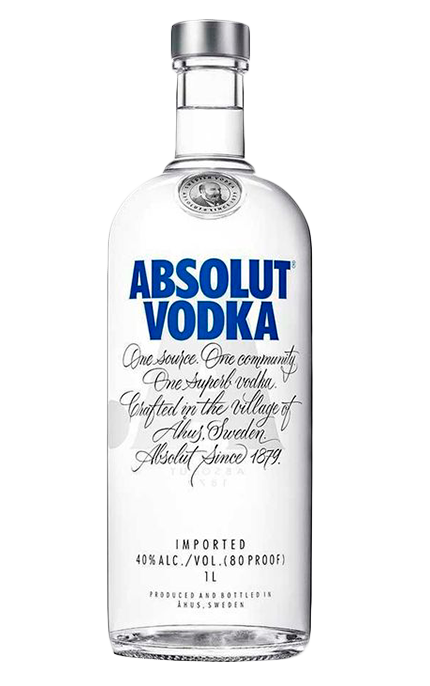 ABSOLUT®
VODKA
One source. One community.
One superb vodka.
Crafted in the village of
Åhus, Sweden.
Absolut Since 1879.
IMPORTED
40% ALC./VOL.(80 PROOF)
1L
PRODUCED AND BOTTLED IN
ÅHUS, SWEDEN